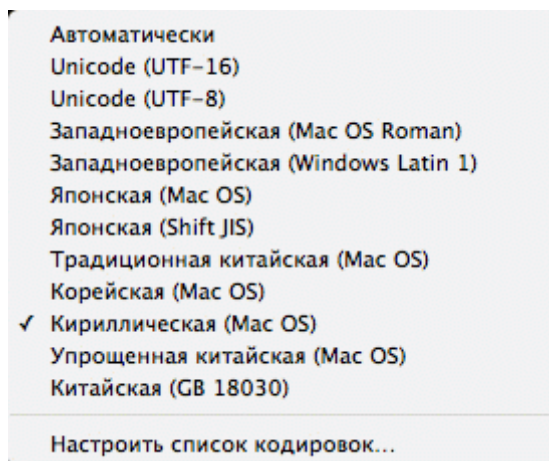 Автоматически
Unicode (UTF-16)
Unicode (UTF-8)
Западноевропейская (Mac OS Roman)
Западноевропейская (Windows Latin 1)
Японская (Mac OS)
Японская (Shift JIS)
Традиционная китайская (Mac OS)
Корейская (Mac OS)
✓ Кириллическая (Mac OS)
Упрощенная китайская (Mac OS)
Китайская (GB 18030)
Настроить список кодировок...